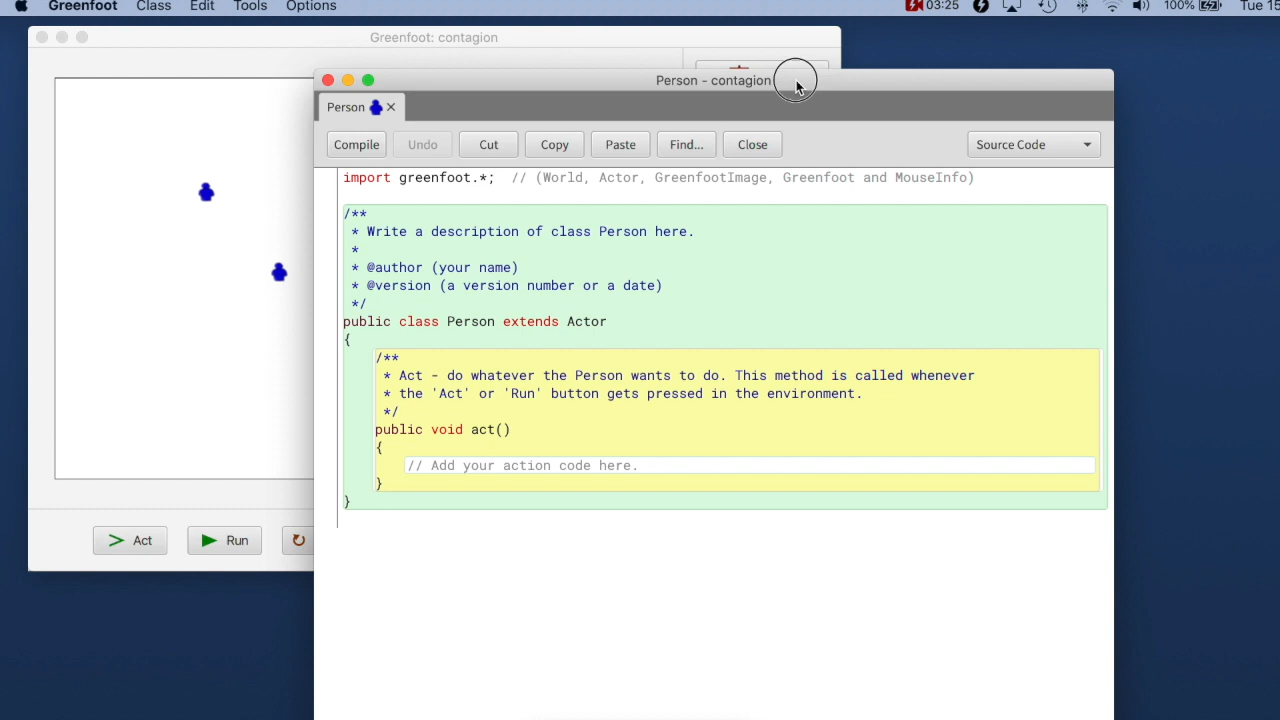 Greenfoot Class Edit Tools Options 03:25 100% Tue 15
Greenfoot: contagion
Person - contagion
Person
Compile Undo Cut Copy Paste Find... Close Source Code
import greenfoot.*;  // (World, Actor, GreenfootImage, Greenfoot and MouseInfo)
/**
 * Write a description of class Person here.
 *
 * @author (your name)
 * @version (a version number or a date)
 */
public class Person extends Actor
{
/**
 * Act - do whatever the Person wants to do. This method is called whenever
 * the 'Act' or 'Run' button gets pressed in the environment.
 */
public void act()
{
// Add your action code here.
}
}
Act Run